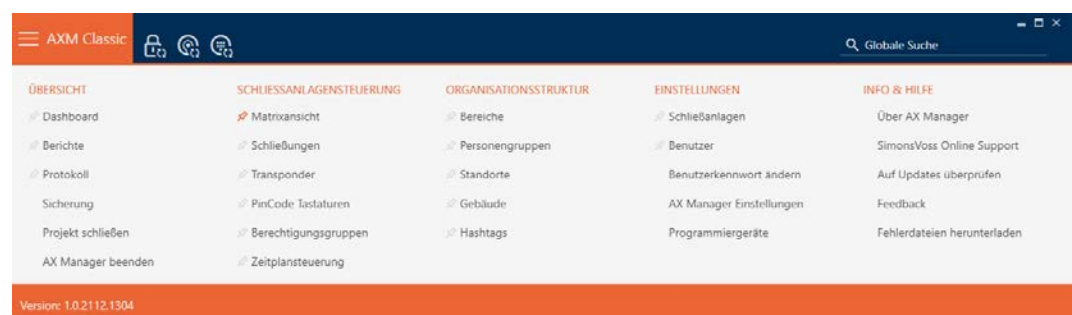 AXM Classic
Globale Suche
ÜBERSICHT
Dashboard
Berichte
Protokoll
Sicherung
Projekt schließen
AX Manager beenden
SCHLIESSANLAGENSTEUERUNG
Matrixansicht
Schließungen
Transponder
PinCode Tastaturen
Berechtigungsgruppen
Zeitplansteuerung
ORGANISATIONSSTRUKTUR
Bereiche
Personengruppen
Standorte
Gebäude
Hashtags
EINSTELLUNGEN
Schließanlagen
Benutzer
Benutzerkennwort ändern
AX Manager Einstellungen
Programmiergeräte
INFO & HILFE
Über AX Manager
SimonsVoss Online Support
Auf Updates überprüfen
Feedback
Fehlerdateien herunterladen
Version: 1.0.2112.1304